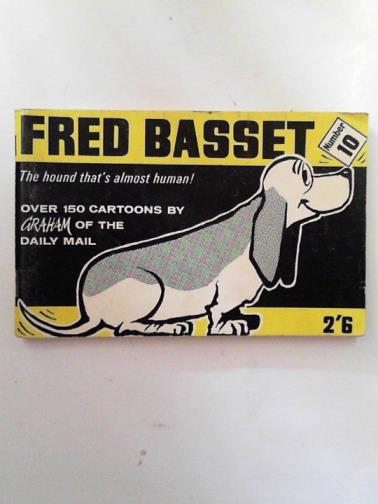 FRED BASSET
Number
10
The hound that's almost human!
OVER 150 CARTOONS BY
GRAHAM OF THE
DAILY MAIL
2'6